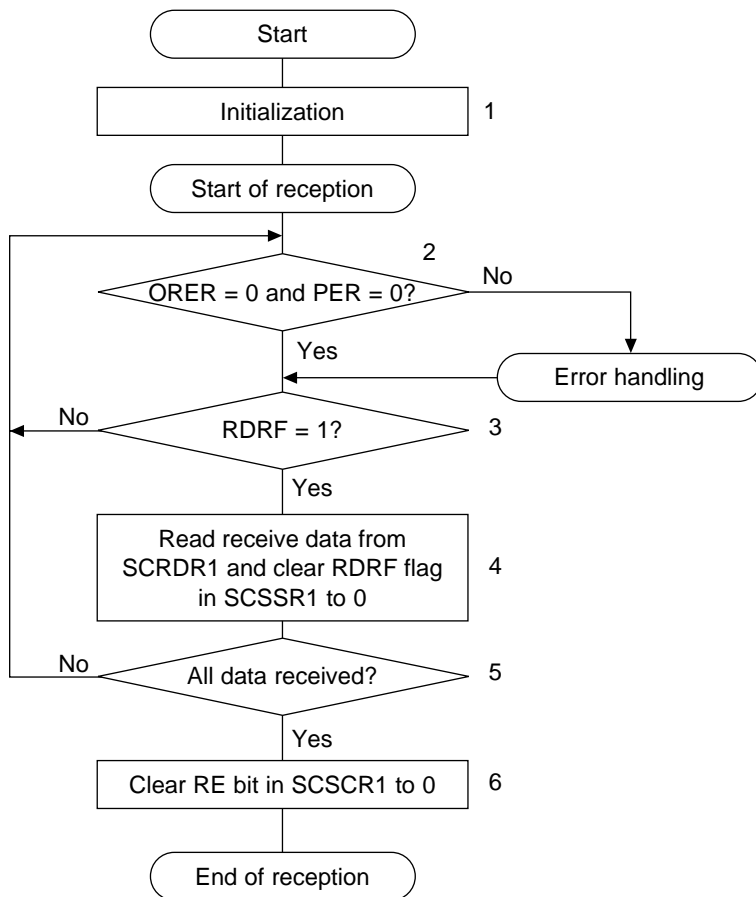 Start
Initialization
1
Start of reception
2
ORER = 0 and PER = 0?
No
Yes
Error handling
No
RDRF = 1?
3
Yes
Read receive data from
SCRDR1 and clear RDRF flag
in SCSSR1 to 0
4
No
All data received?
5
Yes
Clear RE bit in SCSCR1 to 0
6
End of reception